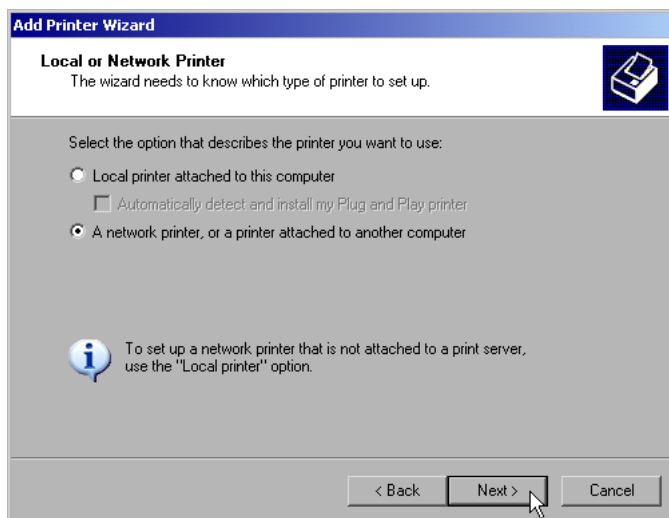 Add Printer Wizard
Local or Network Printer
The wizard needs to know which type of printer to set up.
Select the option that describes the printer you want to use:
Local printer attached to this computer
Automatically detect and install my Plug and Play printer
A network printer, or a printer attached to another computer
To set up a network printer that is not attached to a print server,
use the "Local printer" option.
< Back Next > Cancel